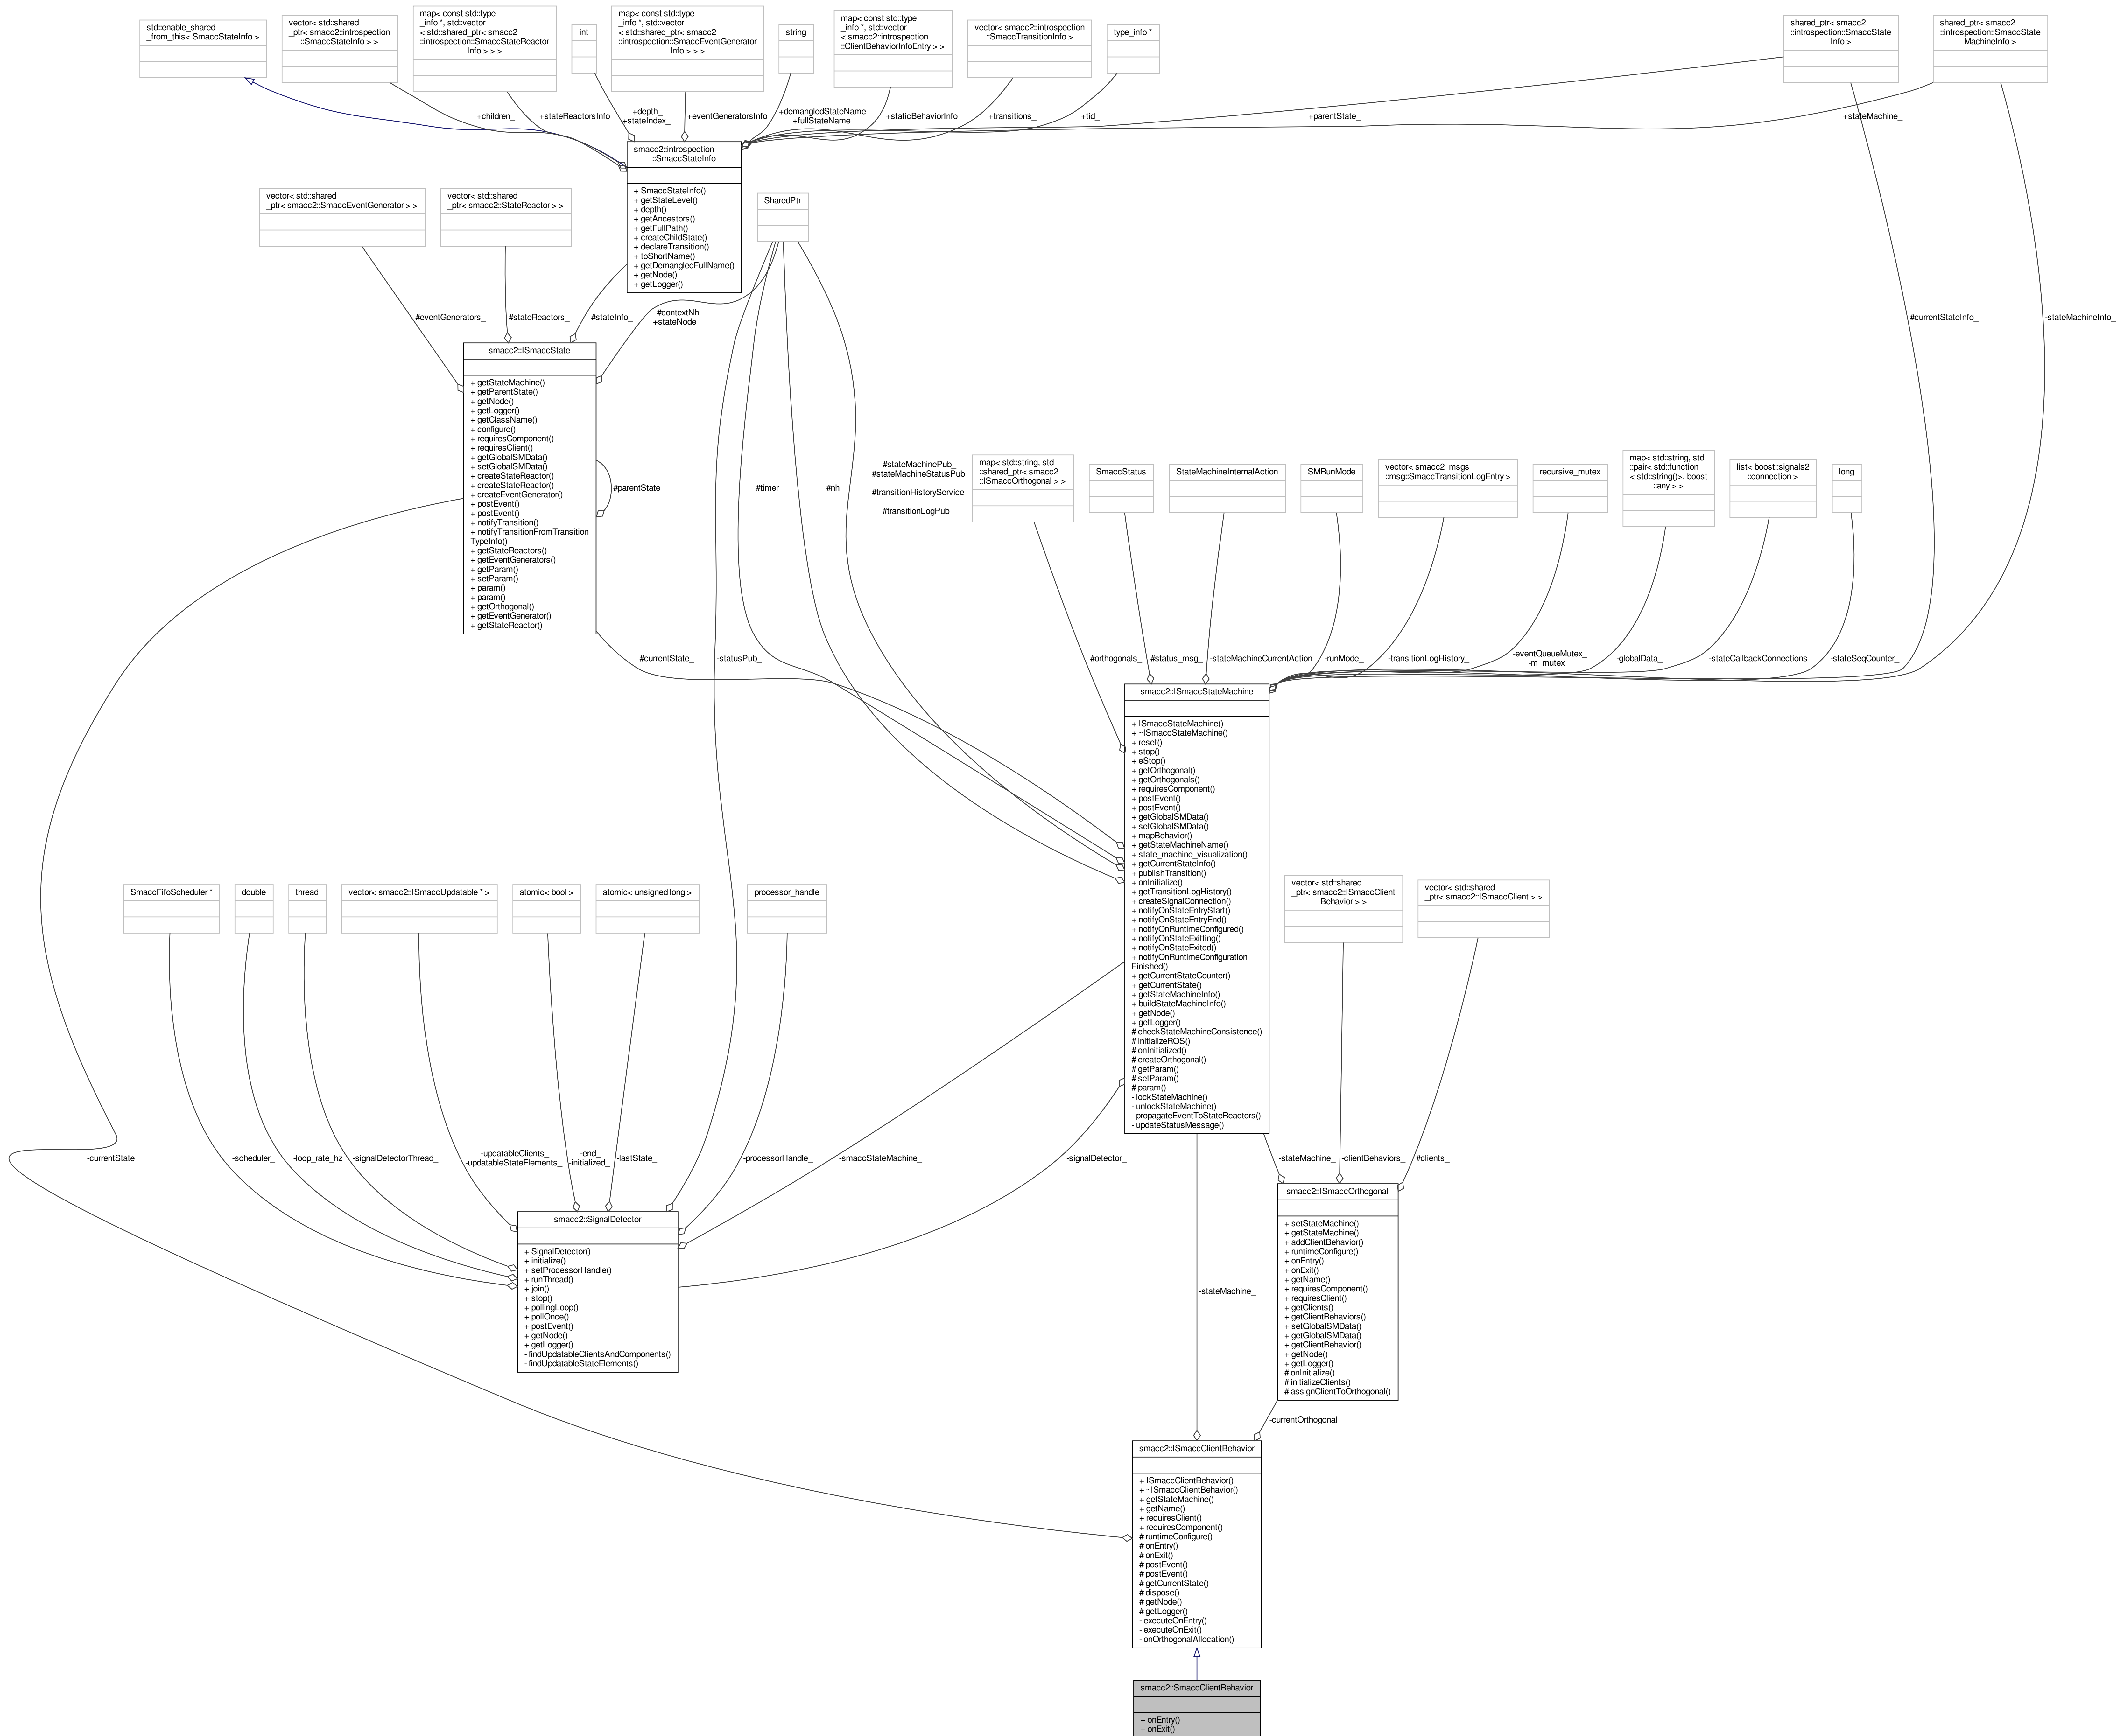 std::enable_shared
_from_this< SmaccStateInfo >
vector< std::shared
_ptr< smacc2::introspection
::SmaccStateInfo > >
map< const std::type
_info *, std::vector
< std::shared_ptr< smacc2
::introspection::SmaccStateReactor
Info > > >
int
map< const std::type
_info *, std::vector
< std::shared_ptr< smacc2
::introspection::SmaccEventGenerator
Info > > >
string
map< const std::type
_info *, std::vector
< smacc2::introspection
::ClientBehaviorInfoEntry > >
vector< smacc2::introspection
::SmaccTransitionInfo >
type_info *
shared_ptr< smacc2
::introspection::SmaccState
Info >
shared_ptr< smacc2
::introspection::SmaccState
MachineInfo >
+children_
+stateReactorsInfo
+depth_
+stateIndex_
+eventGeneratorsInfo
+demangledStateName
+fullStateName
+staticBehaviorInfo
+transitions_
+tid_
+parentState_
+stateMachine_
smacc2::introspection
::SmaccStateInfo
+ SmaccStateInfo()
+ getStateLevel()
+ depth()
+ getAncestors()
+ getFullPath()
+ createChildState()
+ declareTransition()
+ toShortName()
+ getDemangledFullName()
+ getNode()
+ getLogger()
vector< std::shared
_ptr< smacc2::SmaccEventGenerator > >
vector< std::shared
_ptr< smacc2::StateReactor > >
SharedPtr
#eventGenerators_
#stateReactors_
#stateInfo_
#contextNh
+stateNode_
#currentStateInfo_
-stateMachineInfo_
smacc2::ISmaccState
+ getStateMachine()
+ getParentState()
+ getNode()
+ getLogger()
+ getClassName()
+ configure()
+ requiresComponent()
+ requiresClient()
+ getGlobalSMData()
+ setGlobalSMData()
+ createStateReactor()
+ createStateReactor()
+ createEventGenerator()
+ postEvent()
+ postEvent()
+ notifyTransition()
+ notifyTransitionFromTransition
TypeInfo()
+ getStateReactors()
+ getEventGenerators()
+ getParam()
+ setParam()
+ param()
+ param()
+ getOrthogonal()
+ getEventGenerator()
+ getStateReactor()
#parentState_
#timer_
#nh_
#stateMachinePub_
#stateMachineStatusPub
_
#transitionHistoryService
_
#transitionLogPub_
map< std::string, std
::shared_ptr< smacc2
::ISmaccOrthogonal > >
SmaccStatus
StateMachineInternalAction
SMRunMode
vector< smacc2_msgs
::msg::SmaccTransitionLogEntry >
recursive_mutex
map< std::string, std
::pair< std::function
< std::string()>, boost
::any > >
list< boost::signals2
::connection >
long
#currentState_
-statusPub_
#orthogonals_
#status_msg_
-stateMachineCurrentAction
-runMode_
-transitionLogHistory_
-eventQueueMutex_
-m_mutex_
-globalData_
-stateCallbackConnections
-stateSeqCounter_
smacc2::ISmaccStateMachine
+ ISmaccStateMachine()
+ ~ISmaccStateMachine()
+ reset()
+ stop()
+ eStop()
+ getOrthogonal()
+ getOrthogonals()
+ requiresComponent()
+ postEvent()
+ postEvent()
+ getGlobalSMData()
+ setGlobalSMData()
+ mapBehavior()
+ getStateMachineName()
+ state_machine_visualization()
+ getCurrentStateInfo()
+ publishTransition()
+ onInitialize()
+ getTransitionLogHistory()
+ createSignalConnection()
+ notifyOnStateEntryStart()
+ notifyOnStateEntryEnd()
+ notifyOnRuntimeConfigured()
+ notifyOnStateExitting()
+ notifyOnStateExited()
+ notifyOnRuntimeConfiguration
Finished()
+ getCurrentStateCounter()
+ getCurrentState()
+ getStateMachineInfo()
+ buildStateMachineInfo()
+ getNode()
+ getLogger()
# checkStateMachineConsistence()
# initializeROS()
# onInitialized()
# createOrthogonal()
# getParam()
# setParam()
# param()
- lockStateMachine()
- unlockStateMachine()
- propagateEventToStateReactors()
- updateStatusMessage()
SmaccFifoScheduler *
double
thread
vector< smacc2::ISmaccUpdatable * >
atomic< bool >
atomic< unsigned long >
processor_handle
vector< std::shared
_ptr< smacc2::ISmaccClient
Behavior > >
vector< std::shared
_ptr< smacc2::ISmaccClient > >
-currentState
-scheduler_
-loop_rate_hz
-signalDetectorThread_
-updatableClients_
-updatableStateElements_
-end_
-initialized_
-lastState_
-processorHandle_
-smaccStateMachine_
-signalDetector_
-stateMachine_
-clientBehaviors_
#clients_
smacc2::SignalDetector
+ SignalDetector()
+ initialize()
+ setProcessorHandle()
+ runThread()
+ join()
+ stop()
+ pollingLoop()
+ pollOnce()
+ postEvent()
+ getNode()
+ getLogger()
- findUpdatableClientsAndComponents()
- findUpdatableStateElements()
smacc2::ISmaccOrthogonal
+ setStateMachine()
+ getStateMachine()
+ addClientBehavior()
+ runtimeConfigure()
+ onEntry()
+ onExit()
+ getName()
+ requiresComponent()
+ requiresClient()
+ getClients()
+ getClientBehaviors()
+ setGlobalSMData()
+ getGlobalSMData()
+ getClientBehavior()
+ getNode()
+ getLogger()
# onInitialize()
# initializeClients()
# assignClientToOrthogonal()
-stateMachine_
-currentOrthogonal
smacc2::ISmaccClientBehavior
+ ISmaccClientBehavior()
+ ~ISmaccClientBehavior()
+ getStateMachine()
+ getName()
+ requiresClient()
+ requiresComponent()
# runtimeConfigure()
# onEntry()
# onExit()
# postEvent()
# postEvent()
# getCurrentState()
# dispose()
# getNode()
# getLogger()
- executeOnEntry()
- executeOnExit()
- onOrthogonalAllocation()
smacc2::SmaccClientBehavior
+ onEntry()
+ onExit()